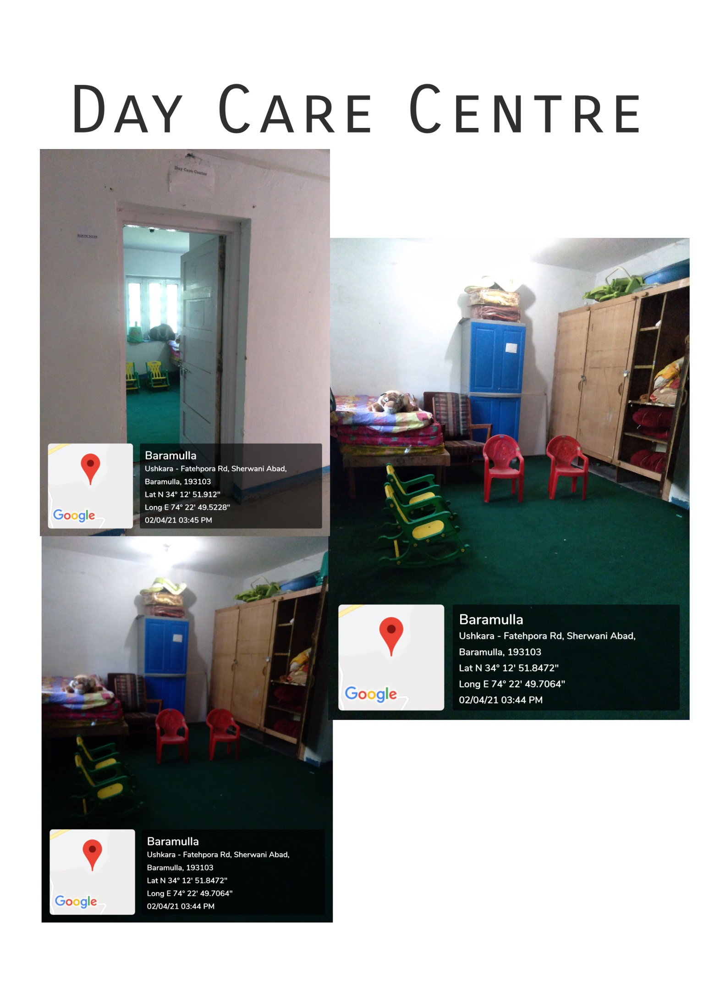 Day Care Centre
Day Care Center
ROOM NO:64
Baramulla
Ushkara - Fatehpora Rd, Sherwani Abad,
Baramulla, 193103
Lat N 34° 12' 51.912"
Long E 74° 22' 49.5228"
02/04/21 03:45 PM
Google
Baramulla
Ushkara - Fatehpora Rd, Sherwani Abad,
Baramulla, 193103
Lat N 34° 12' 51.8472"
Long E 74° 22' 49.7064"
02/04/21 03:44 PM
Google
Baramulla
Ushkara - Fatehpora Rd, Sherwani Abad,
Baramulla, 193103
Lat N 34° 12' 51.8472"
Long E 74° 22' 49.7064"
02/04/21 03:44 PM
Google